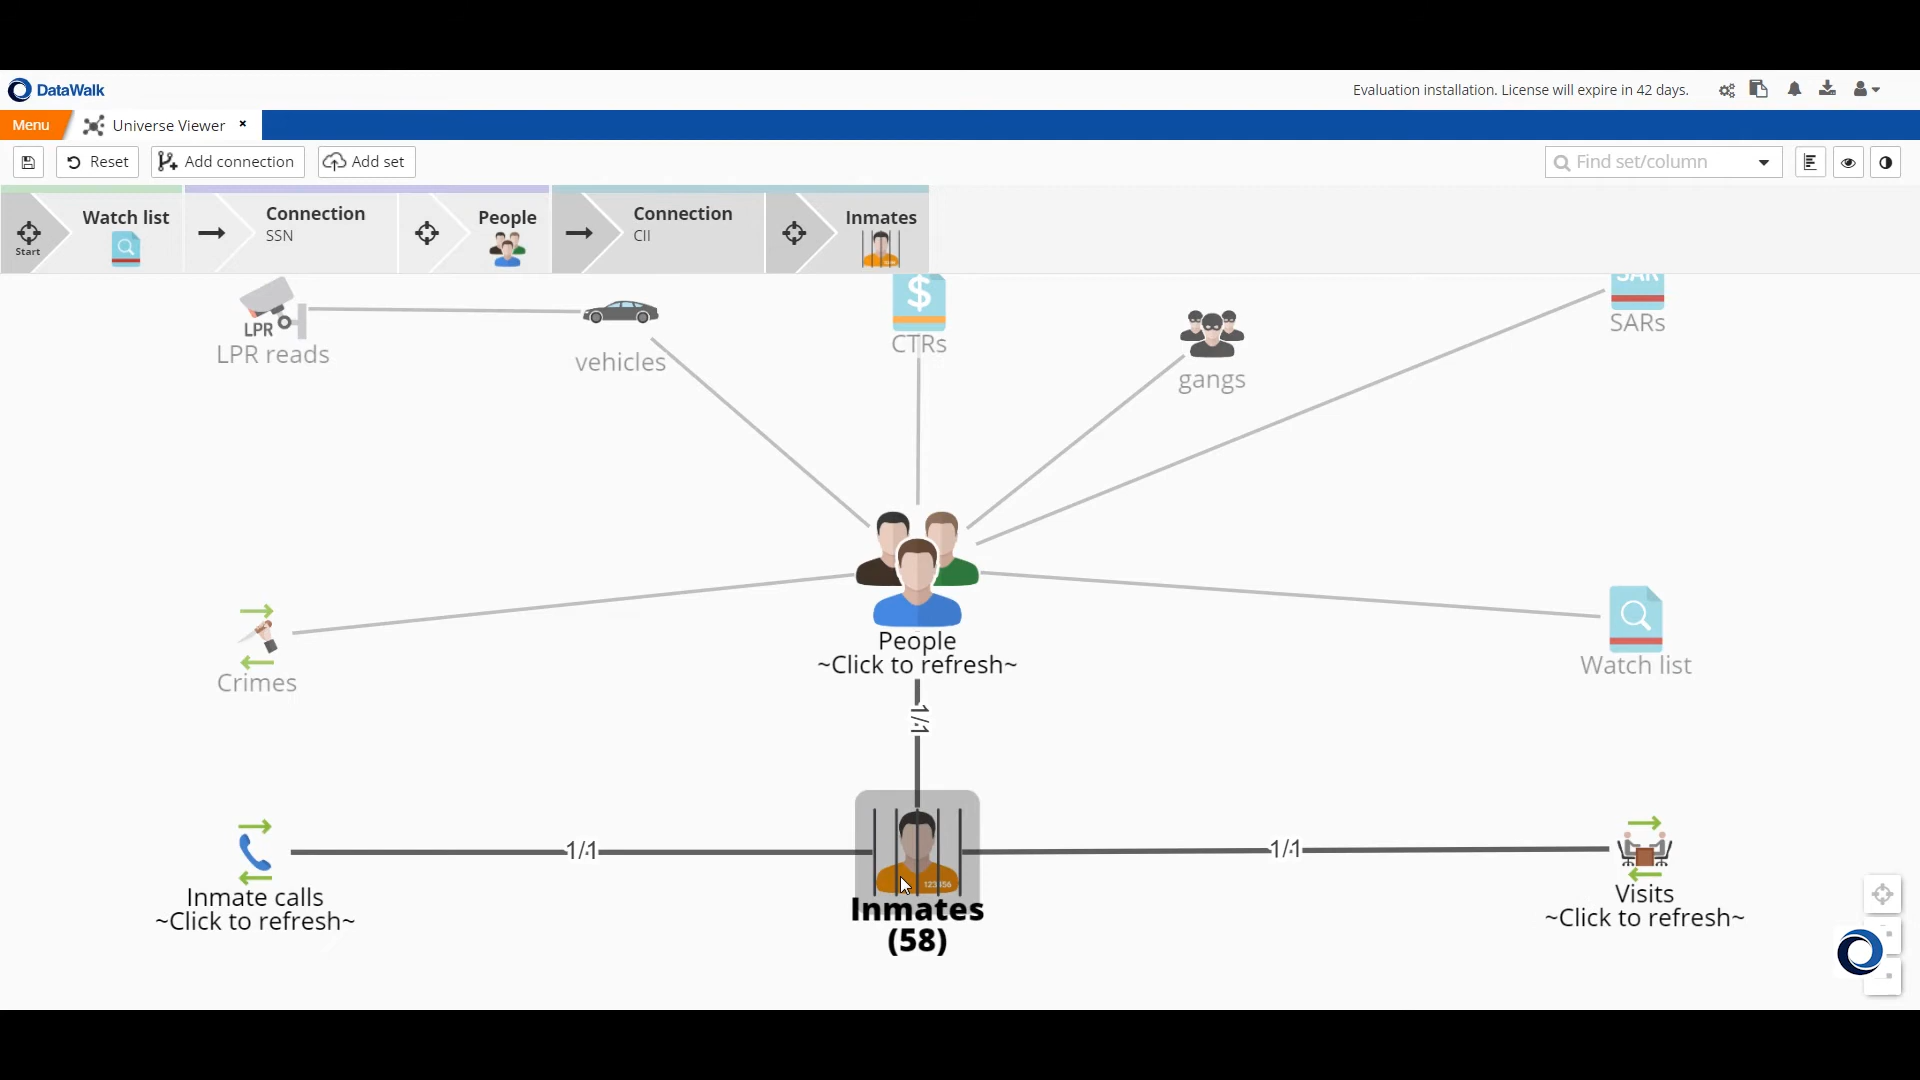 DataWalk
Evaluation installation. License will expire in 42 days.
Menu
Universe Viewer ×
Reset
Add connection
Add set
Find set/column
Start
Watch list
Connection
SSN
People
Connection
CII
Inmates
LPR
LPR reads
vehicles
$
CTRs
gangs
SAR
SARs
People
~Click to refresh~
Crimes
Watch list
1/1
Inmate calls
~Click to refresh~
1/1
123456
Inmates
(58)
1/1
Visits
~Click to refresh~